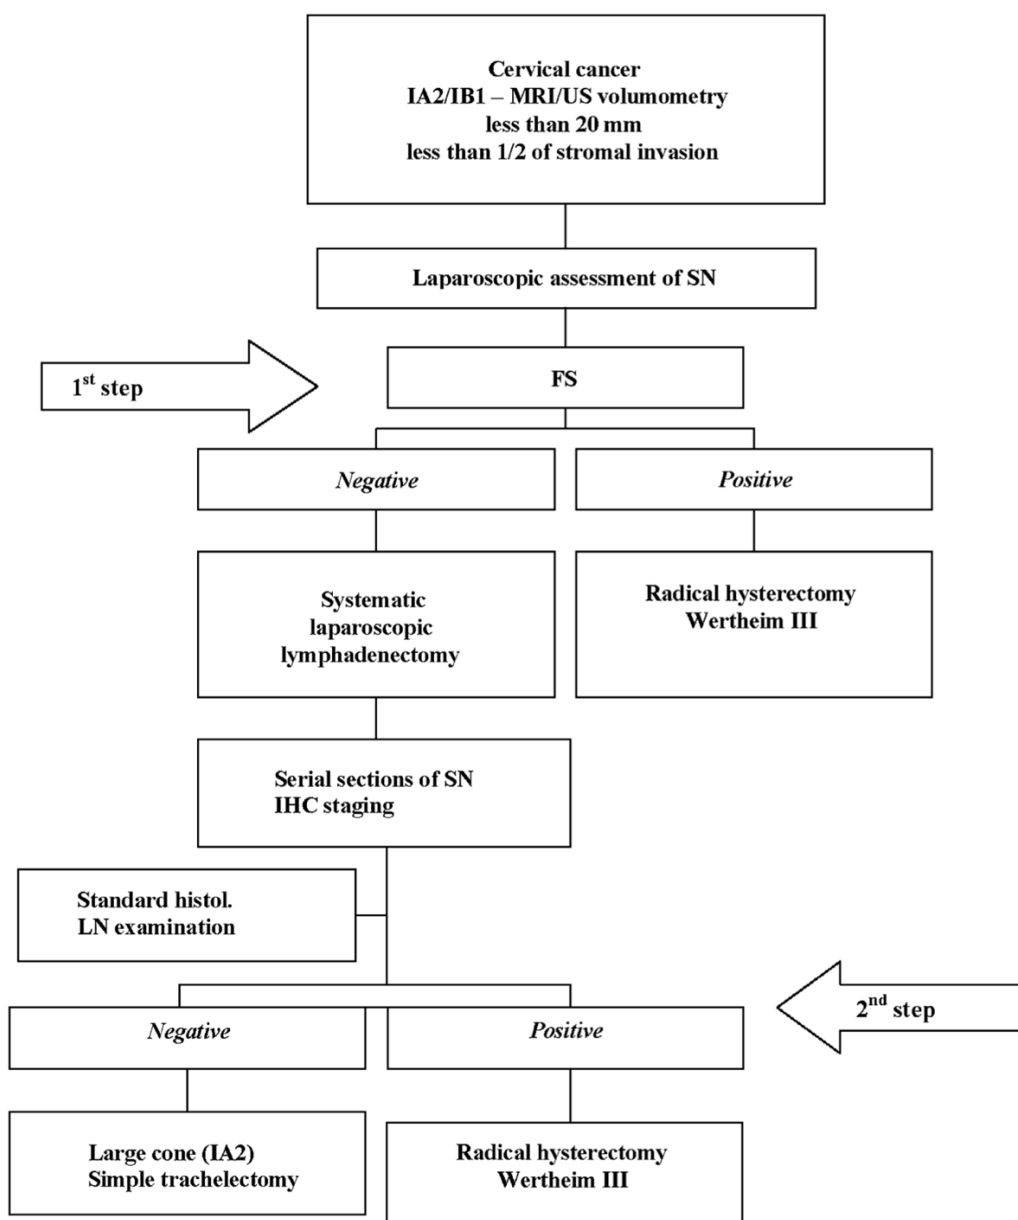 Cervical cancer
IA2/IB1 – MRI/US volumometry
less than 20 mm
less than 1/2 of stromal invasion
Laparoscopic assessment of SN
1st step
FS
Negative
Positive
Systematic
laparoscopic
lymphadenectomy
Radical hysterectomy
Wertheim III
Serial sections of SN
IHC staging
Standard histol.
LN examination
2nd step
Negative
Positive
Large cone (IA2)
Simple trachelectomy
Radical hysterectomy
Wertheim III